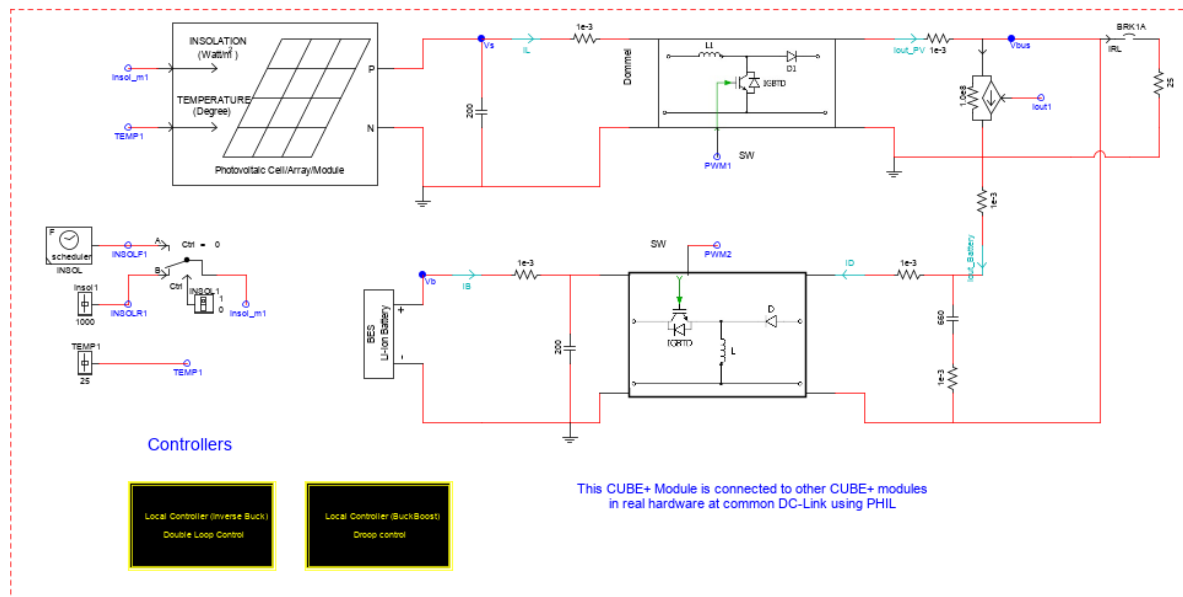 INSOLATION
(Watt/m2)
TEMPERATURE
(Degree)
P
N
Photovoltaic Cell/Array/Module
Insol_m1
TEMP1
Vs
IL
1e-3
200
Dommel
L1
D1
IGBTD
PWM1
SW
Iout_PV
1e-3
Vbus
BRK1A
IRL
25
1.0e8
Iout1
1e-3
Iout_Battery
F
scheduler
INSOL
INSOLF1
A
B
Ctrl = 0
Ctrl
Insol1
1000
INSOLR1
INSOL1
1
0
Insol_m1
TEMP1
25
TEMP1
BES
Li-Ion Battery
+
-
Vb
IB
1e-3
200
SW
PWM2
IGBTD
D
L
ID
1e-3
660
1e-3
Controllers
Local Controller (Inverse Buck)
Double Loop Control
Local Controller (BuckBoost)
Droop control
This CUBE+ Module is connected to other CUBE+ modules
in real hardware at common DC-Link using PHIL